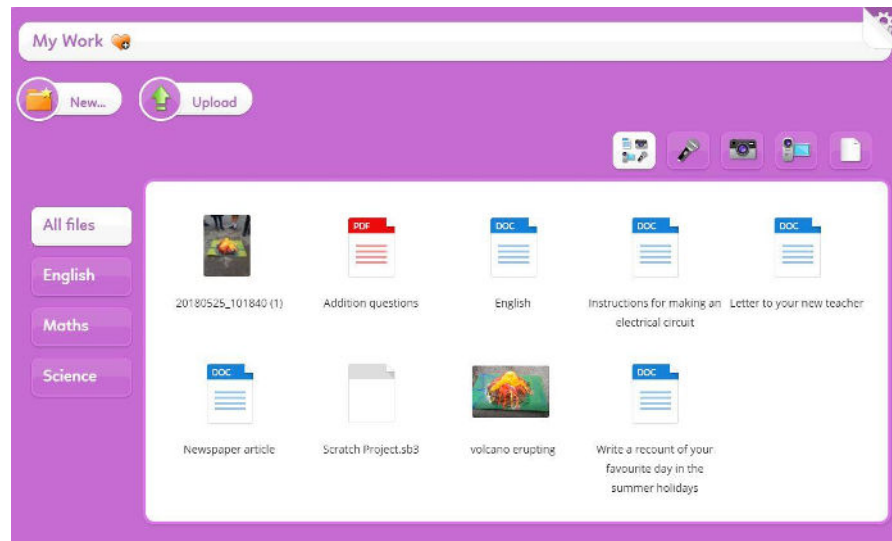 My Work
New...
Upload
All files
English
Maths
Science
20180525_101840 (1)
PDF
Addition questions
DOC
English
DOC
Instructions for making an
electrical circuit
DOC
Letter to your new teacher
DOC
Newspaper article
Scratch Project.sb3
volcano erupting
DOC
Write a recount of your
favourite day in the
summer holidays